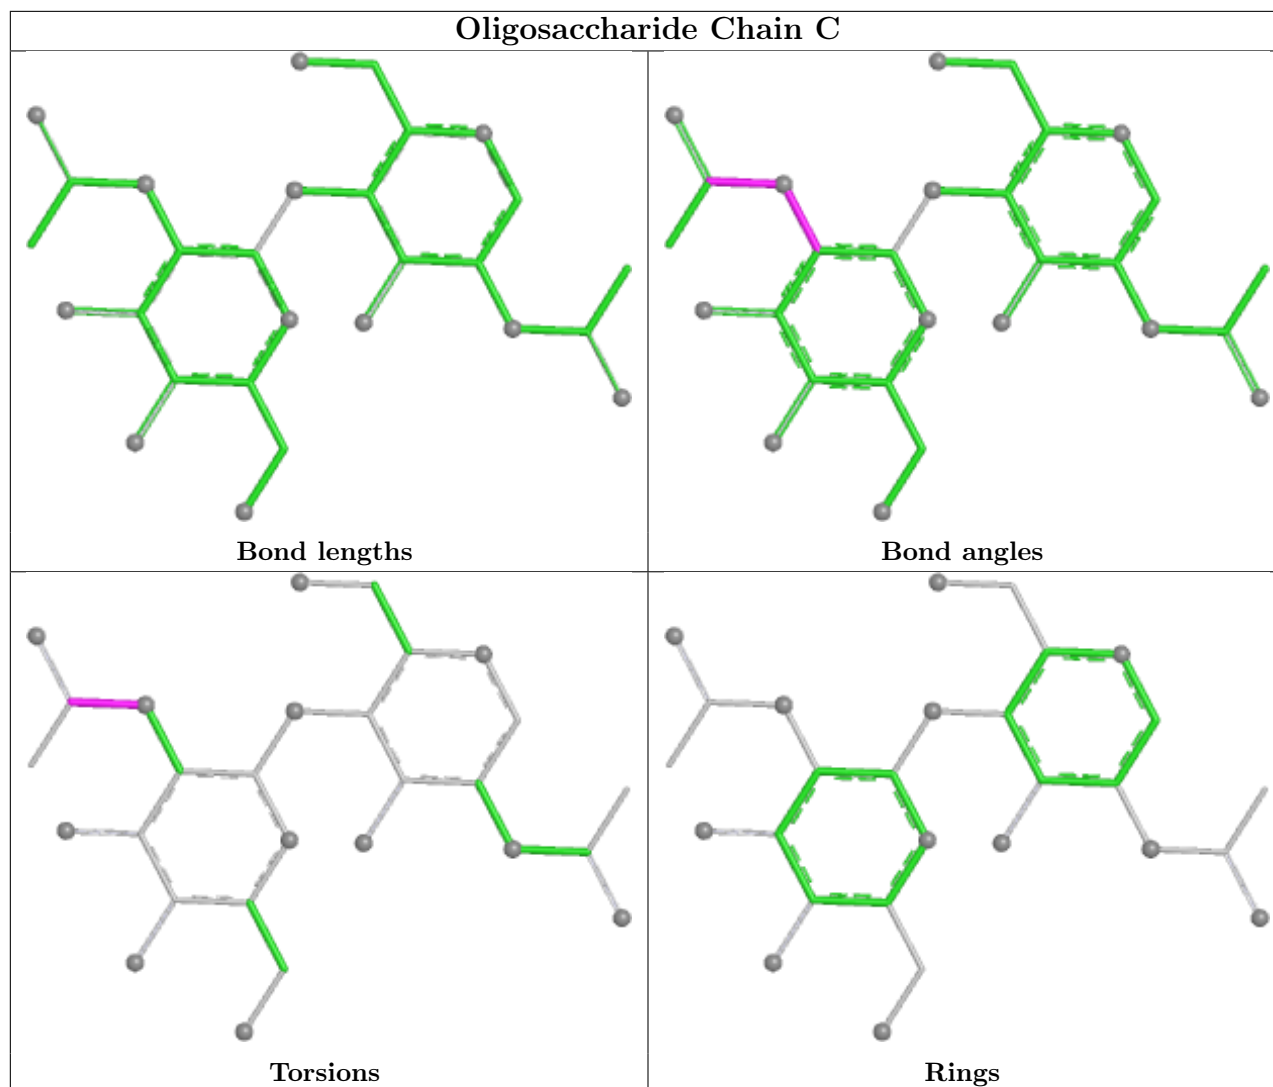 Oligosaccharide Chain C
Bond lengths
Bond angles
Torsions
Rings